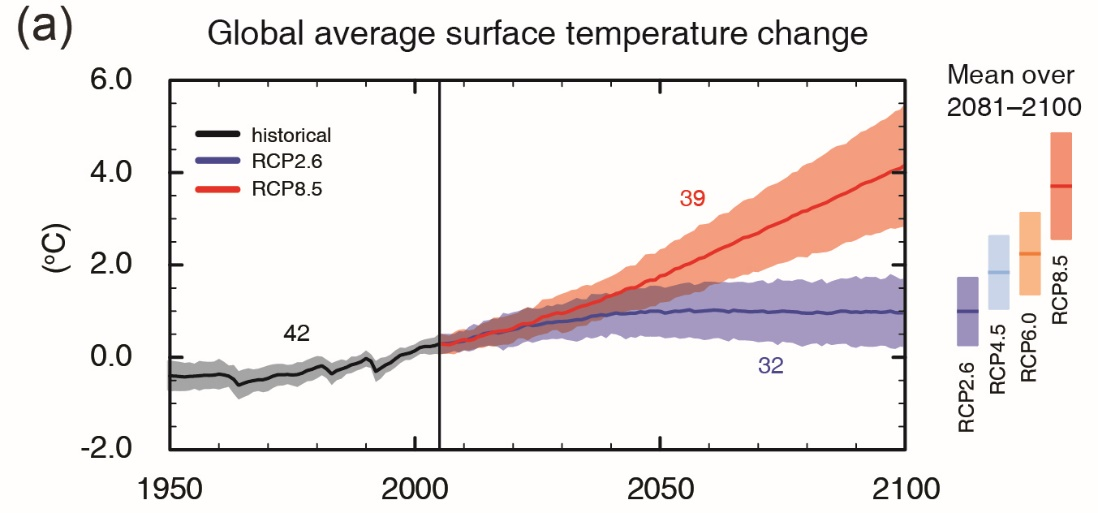 (a)
Global average surface temperature change
6.0
4.0
2.0
0.0
-2.0
(°C)
historical
RCP2.6
RCP8.5
42
39
32
1950
2000
2050
2100
Mean over
2081–2100
RCP2.6
RCP4.5
RCP6.0
RCP8.5